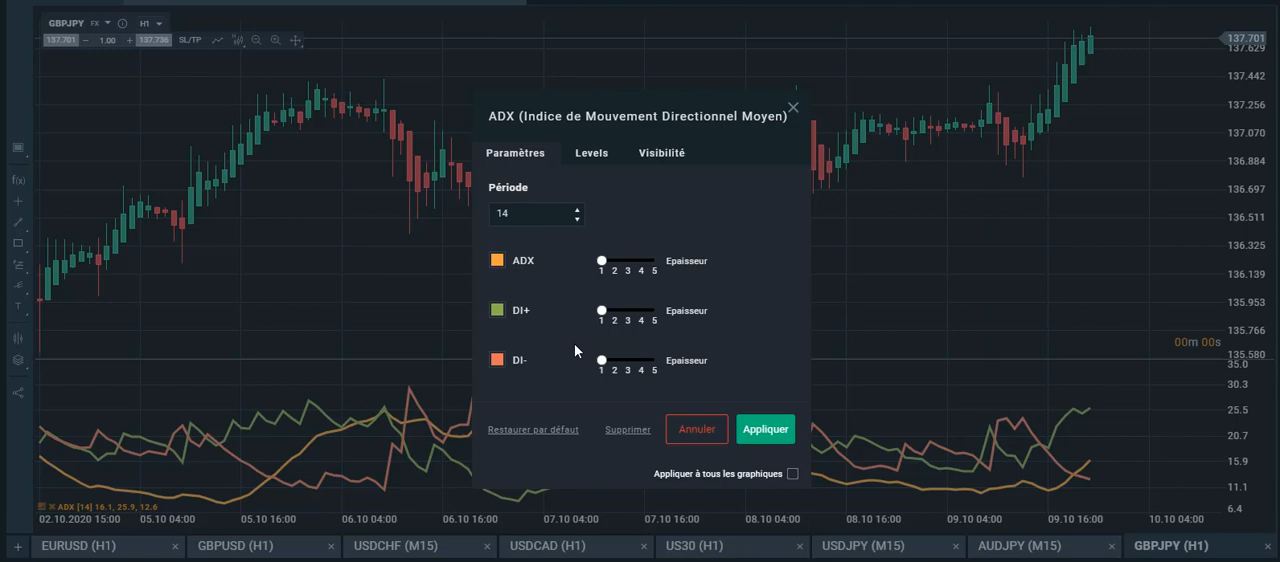 GBPJPY FX H1
137.701 − 1.00 + 137.736 SL/TP
f(x)
T
ADX (Indice de Mouvement Directionnel Moyen)
Paramètres Levels Visibilité
Période
14
ADX 1 2 3 4 5 Epaisseur
DI+ 1 2 3 4 5 Epaisseur
DI- 1 2 3 4 5 Epaisseur
Restaurer par défaut Supprimer Annuler Appliquer
Appliquer à tous les graphiques
137.701
137.629
137.442
137.256
137.070
136.884
136.697
136.511
136.325
136.139
135.953
135.766
00m 00s
135.580
35.0
30.3
25.5
20.7
15.9
11.1
6.4
ADX [14] 16.1, 25.9, 12.6
02.10.2020 15:00 05.10 04:00 05.10 16:00 06.10 04:00 06.10 16:00 07.10 04:00 07.10 16:00 08.10 04:00 08.10 16:00 09.10 04:00 09.10 16:00 10.10 04:00
+ EURUSD (H1) × GBPUSD (H1) × USDCHF (M15) × USDCAD (H1) × US30 (H1) × USDJPY (M15) × AUDJPY (M15) × GBPJPY (H1) ×